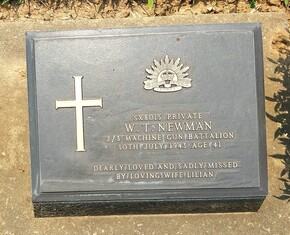 SX8015 PRIVATE
W. T. NEWMAN
2/3 MACHINE GUN BATTALION
10TH JULY 1943 AGE 41
DEARLY LOVED AND SADLY MISSED
BY LOVING WIFE LILIAN